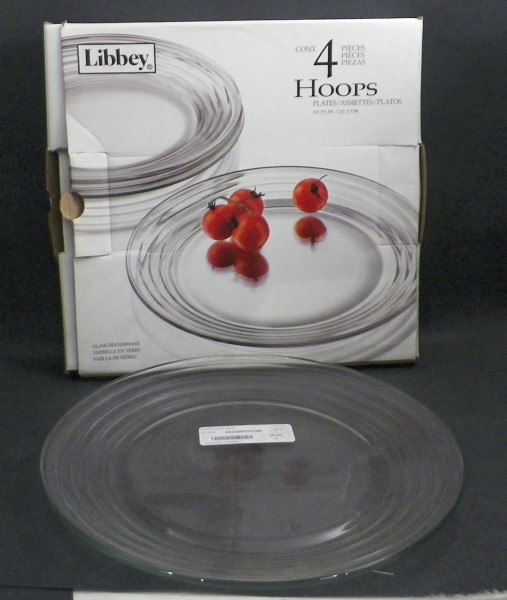 Libbey®
CONT. 4 PIECES
PIÈCES
PIEZAS
HOOPS
PLATES/ASSIETTES/PLATOS
10.75 IN. / 27.3 CM
GLASS DINNERWARE
VAISSELLE EN VERRE
VAJILLA DE VIDRIO